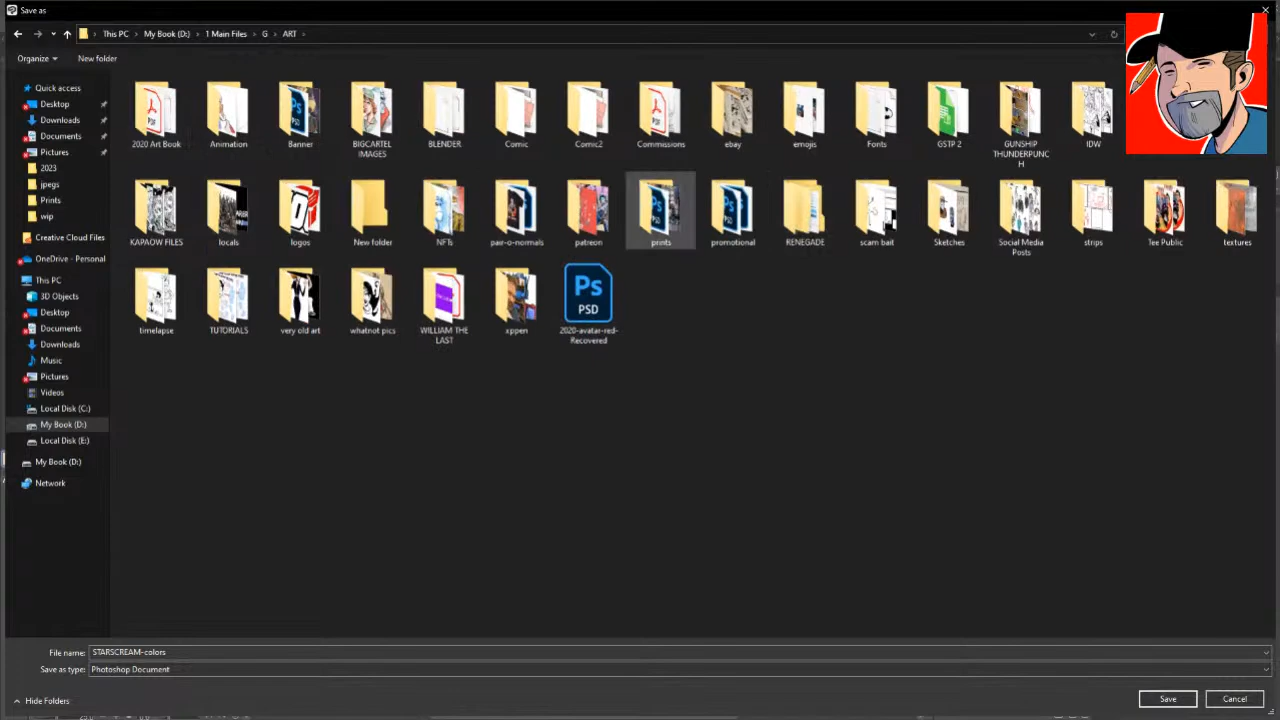 Save as
This PC > My Book (D:) > 1 Main Files > G > ART >
Organize
New folder
Quick access
Desktop
Downloads
Documents
Pictures
2023
jpegs
Prints
wip
Creative Cloud Files
OneDrive - Personal
This PC
3D Objects
Desktop
Documents
Downloads
Music
Pictures
Videos
Local Disk (C:)
My Book (D:)
Local Disk (E:)
My Book (D:)
Network
2020 Art Book
Animation
Banner
BIGCARTEL
IMAGES
BLENDER
Comic
Comic2
Commissions
ebay
emojis
Fonts
GSTP 2
GUNSHIP
THUNDERPUNC
H
IDW
KAPAOW FILES
locals
logos
New folder
NFTs
pair-o-normals
patreon
prints
promotional
RENEGADE
scam bait
Sketches
Social Media
Posts
strips
Tee Public
textures
timelapse
TUTORIALS
very old art
whatnot pics
WILLIAM THE
LAST
xppen
Ps
PSD
2020-avatar-red-
Recovered
File name: STARSCREAM-colors
Save as type: Photoshop Document
Hide Folders
Save
Cancel